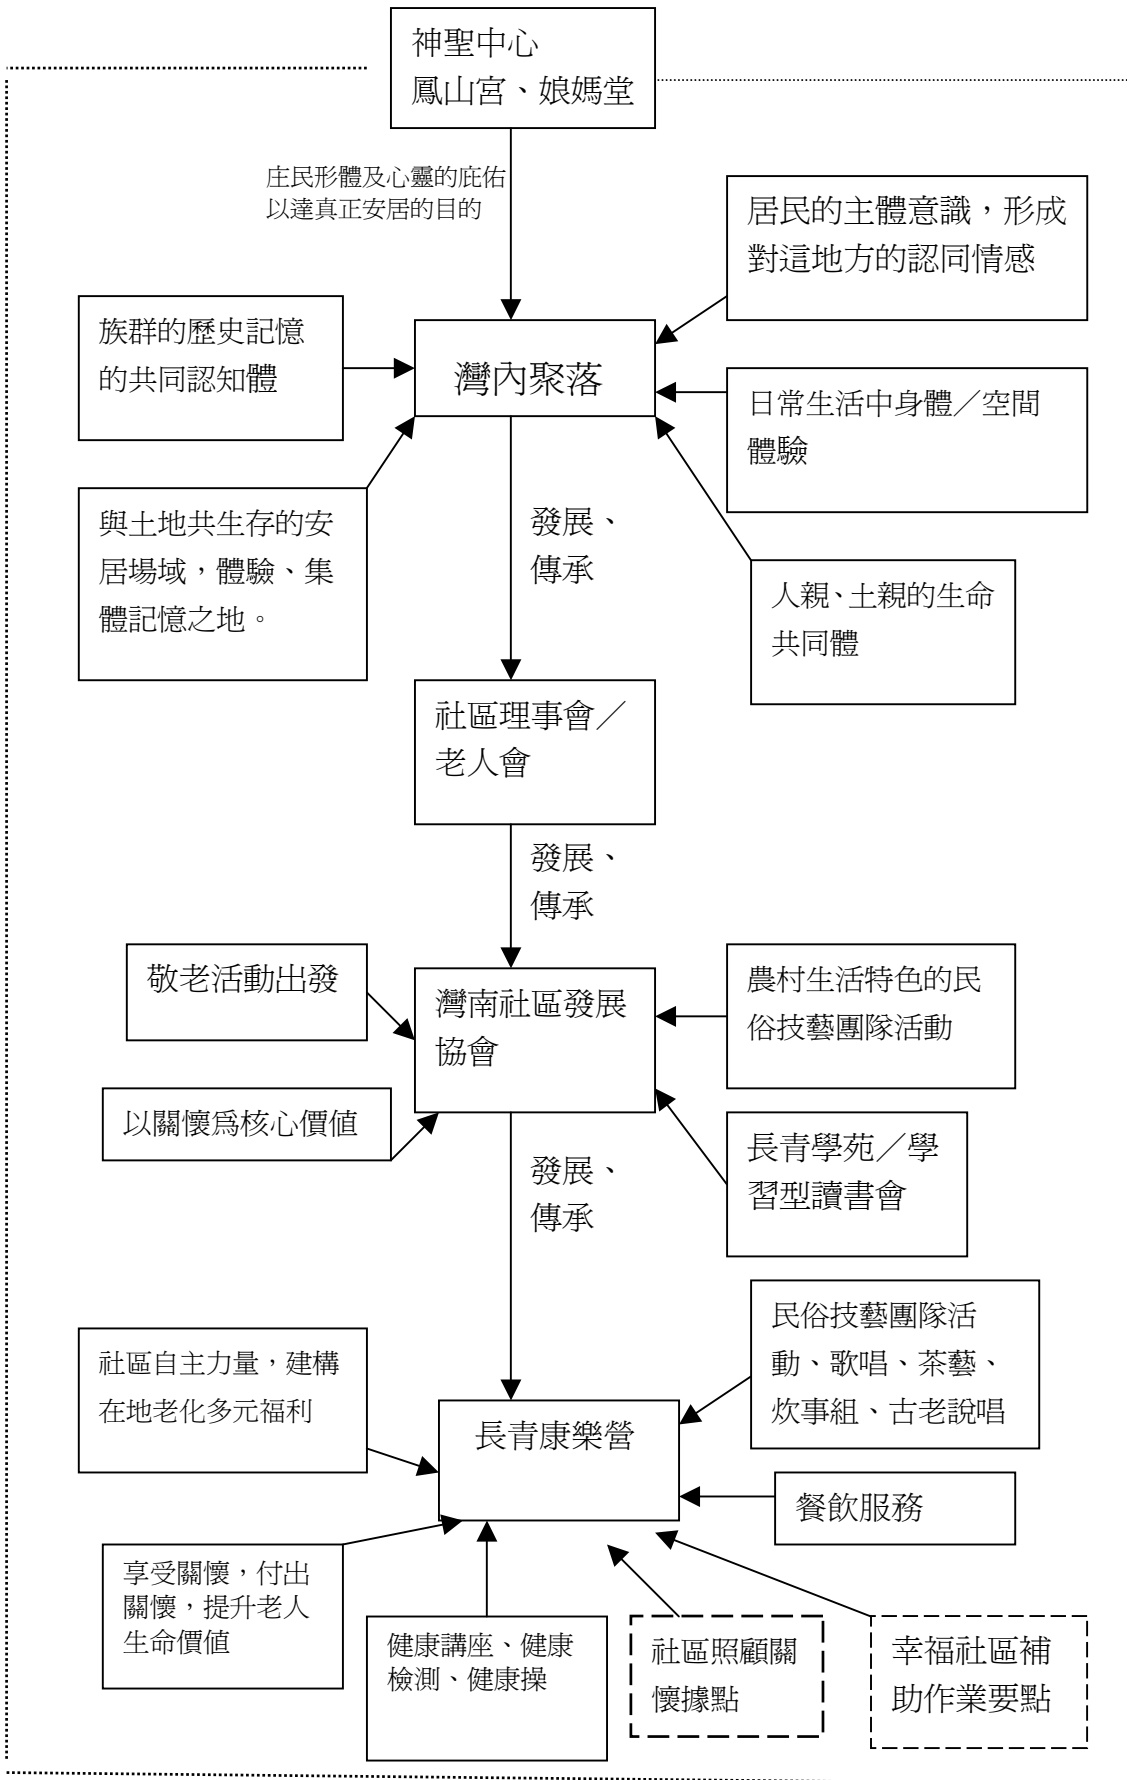 神聖中心
鳳山宮、娘媽堂
庄民形體及心靈的庇佑
以達真正安居的目的
居民的主體意識，形成
對這地方的認同情感
族群的歷史記憶
的共同認知體
灣內聚落
日常生活中身體／空間
體驗
與土地共生存的安
居場域，體驗、集
體記憶之地。
發展、
傳承
人親、土親的生命
共同體
社區理事會／
老人會
發展、
傳承
敬老活動出發
灣南社區發展
協會
農村生活特色的民
俗技藝團隊活動
以關懷為核心價值
長青學苑／學
習型讀書會
發展、
傳承
民俗技藝團隊活
動、歌唱、茶藝、
炊事組、古老說唱
社區自主力量，建構
在地老化多元福利
長青康樂營
餐飲服務
享受關懷，付出
關懷，提升老人
生命價值
健康講座、健康
檢測、健康操
社區照顧關
懷據點
幸福社區補
助作業要點